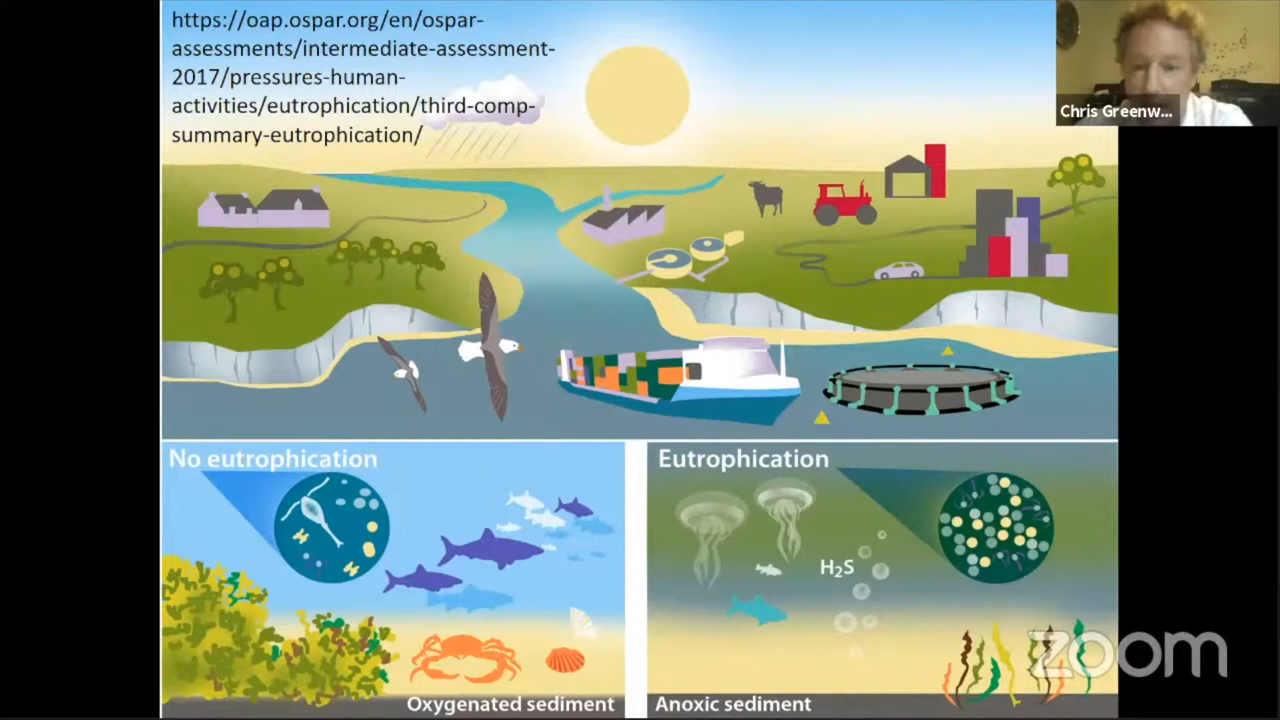 https://oap.ospar.org/en/ospar-
assessments/intermediate-assessment-
2017/pressures-human-
activities/eutrophication/third-comp-
summary-eutrophication/
Chris Greenw...
No eutrophication
Eutrophication
H₂S
zoom
Oxygenated sediment
Anoxic sediment